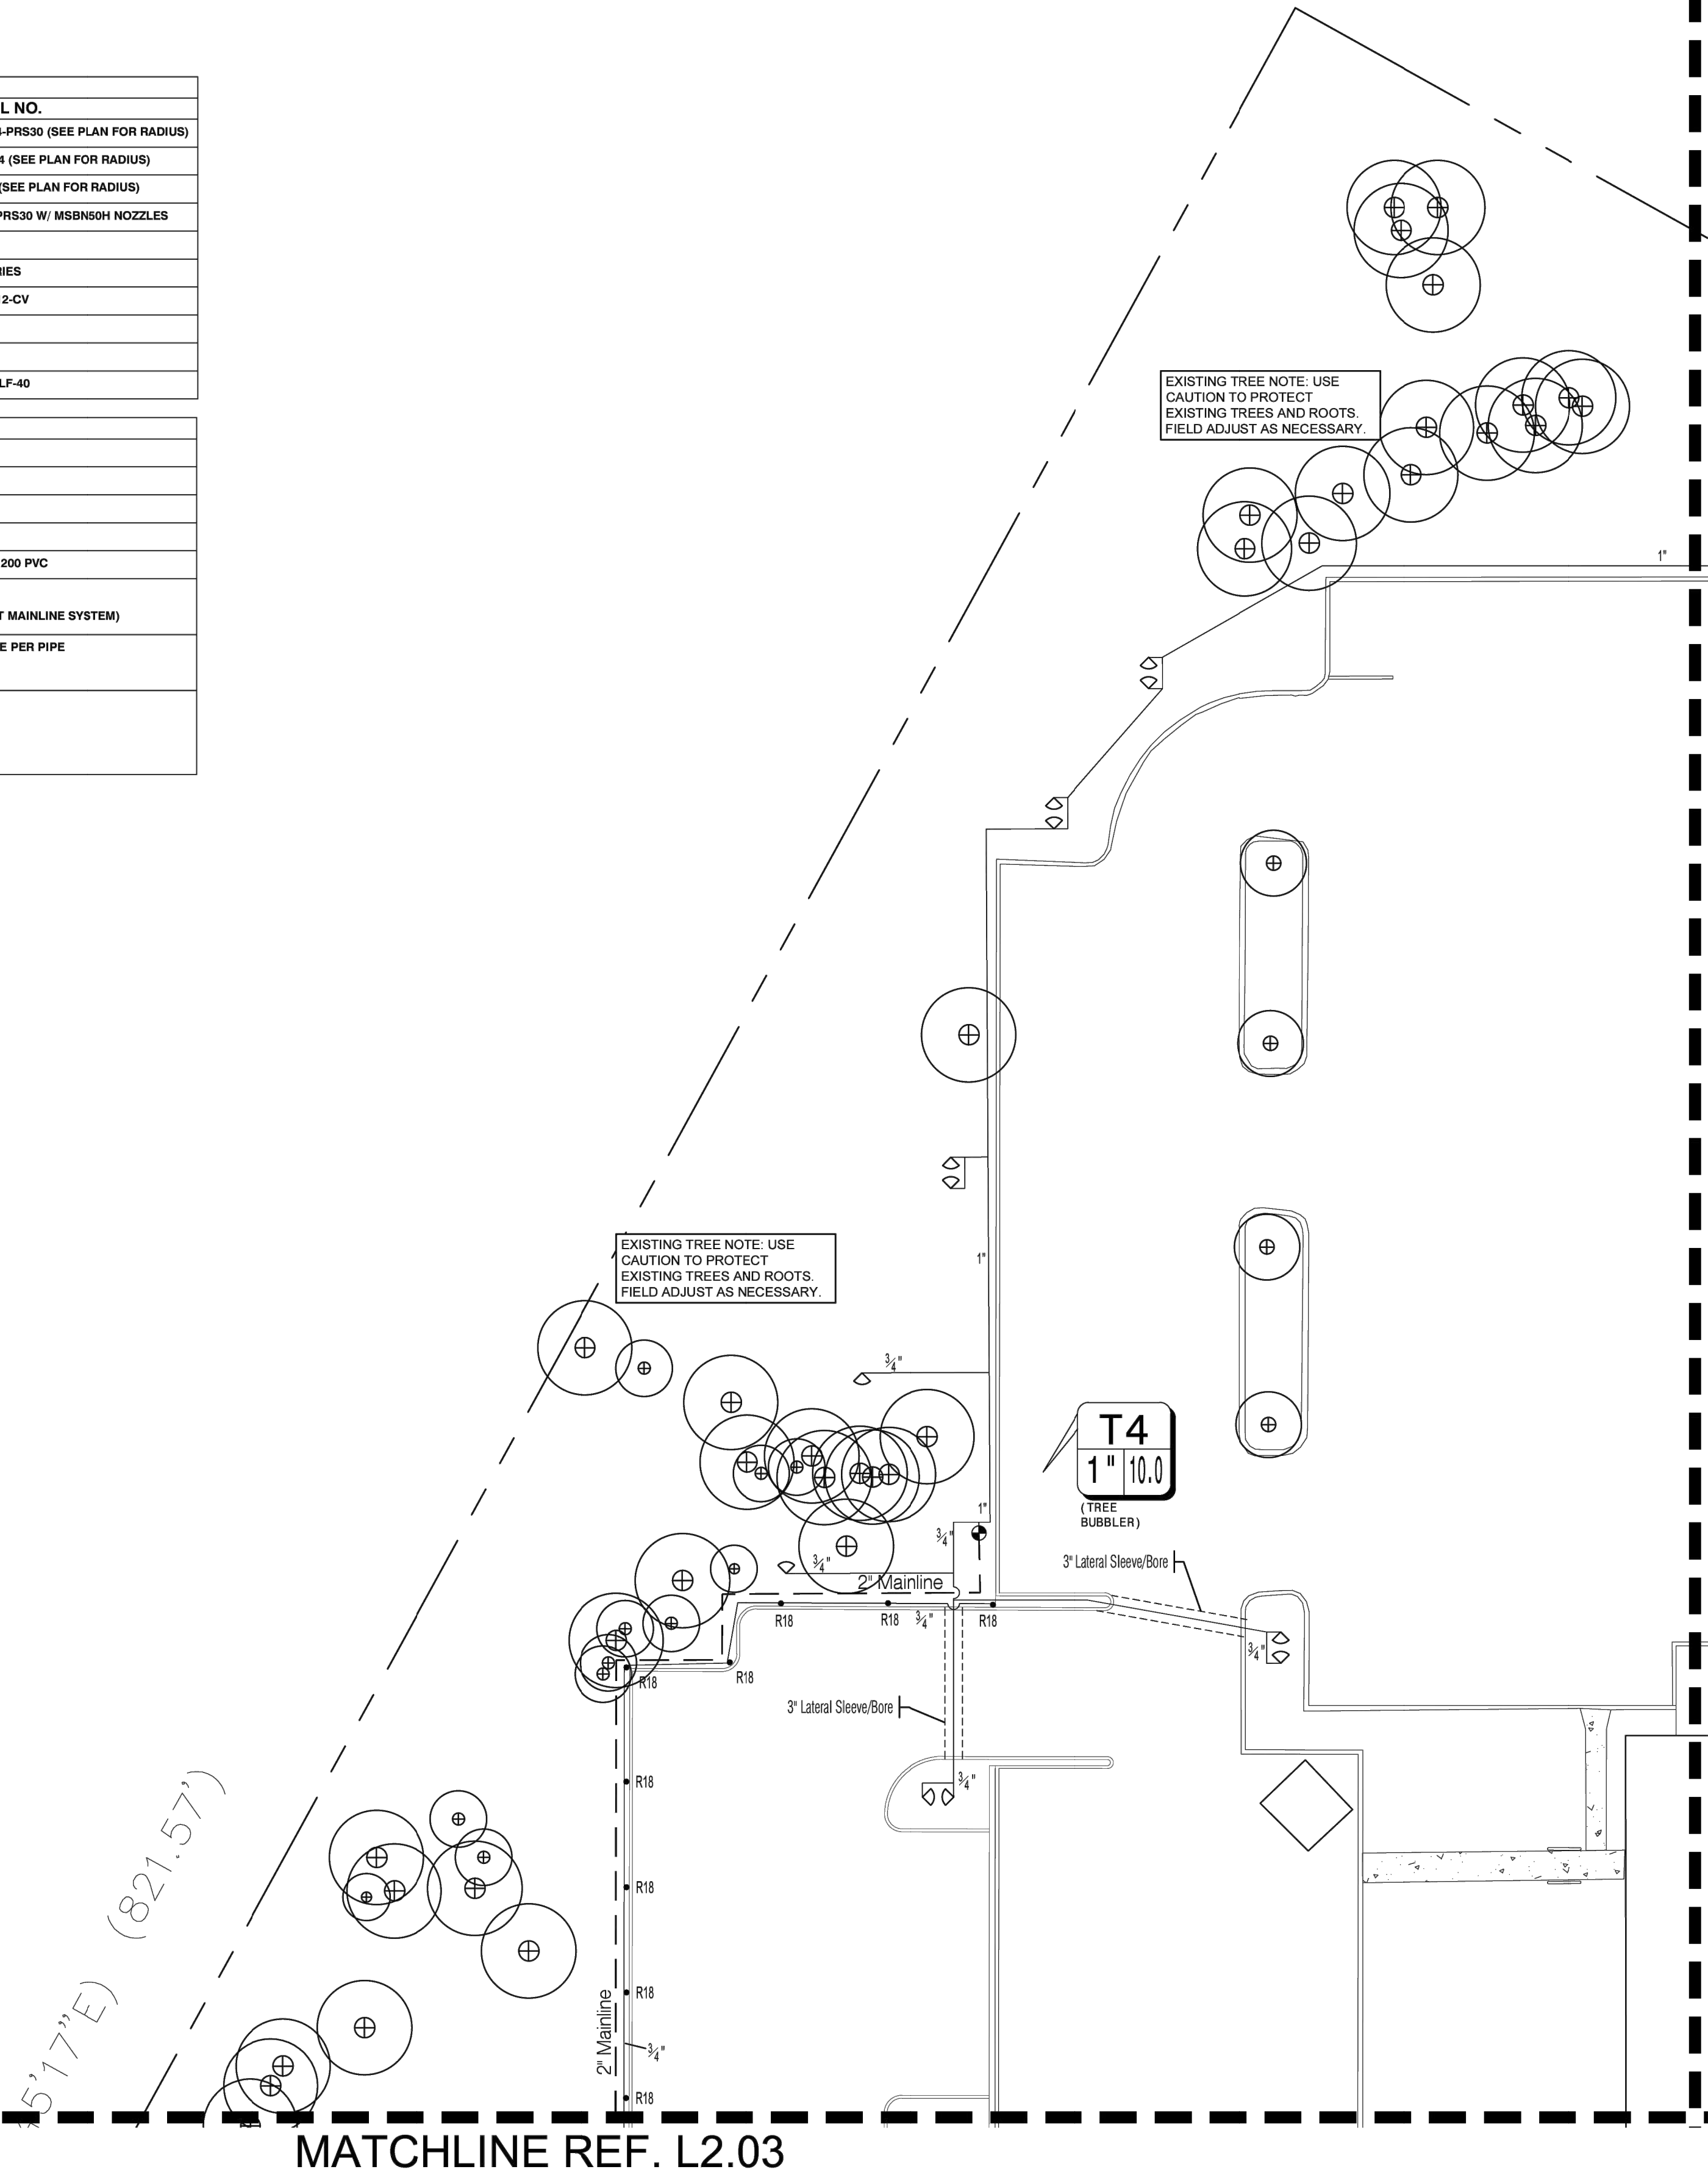 L NO.
-PRS30 (SEE PLAN FOR RADIUS)
4 (SEE PLAN FOR RADIUS)
(SEE PLAN FOR RADIUS)
PRS30 W/ MSBN50H NOZZLES
RIES
2-CV
LF-40
200 PVC
T MAINLINE SYSTEM)
E PER PIPE
EXISTING TREE NOTE: USE
CAUTION TO PROTECT
EXISTING TREES AND ROOTS.
FIELD ADJUST AS NECESSARY.
1"
EXISTING TREE NOTE: USE
CAUTION TO PROTECT
EXISTING TREES AND ROOTS.
FIELD ADJUST AS NECESSARY.
1"
3/4"
T4
1" 10.0
(TREE
BUBBLER)
1"
3/4"
3/4"
2" Mainline
3" Lateral Sleeve/Bore
R18
R18
3/4"
R18
3/4"
R18
R18
3" Lateral Sleeve/Bore
3/4"
R18
R18
R18
2" Mainline
3/4"
R18
(821.57')
5'17"E)
MATCHLINE REF. L2.03